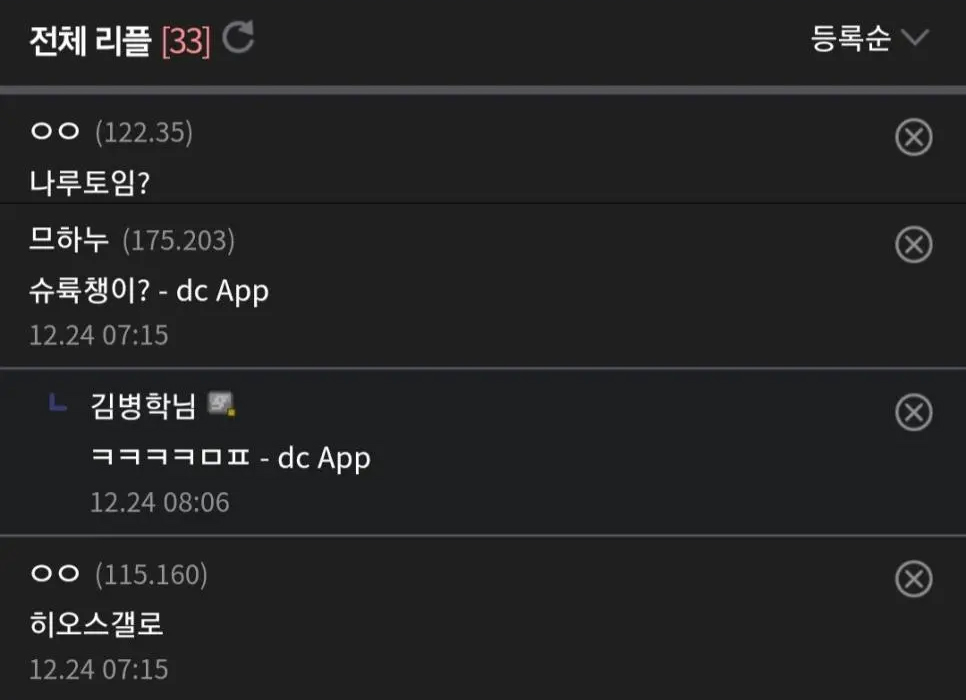 전체 리플 [33]
등록순
ㅇㅇ (122.35)
나루토임?
므하누 (175.203)
슈륙챙이? - dc App
12.24 07:15
김병학님
ㅋㅋㅋㅋㅁㅍ - dc App
12.24 08:06
ㅇㅇ (115.160)
히오스갤로
12.24 07:15